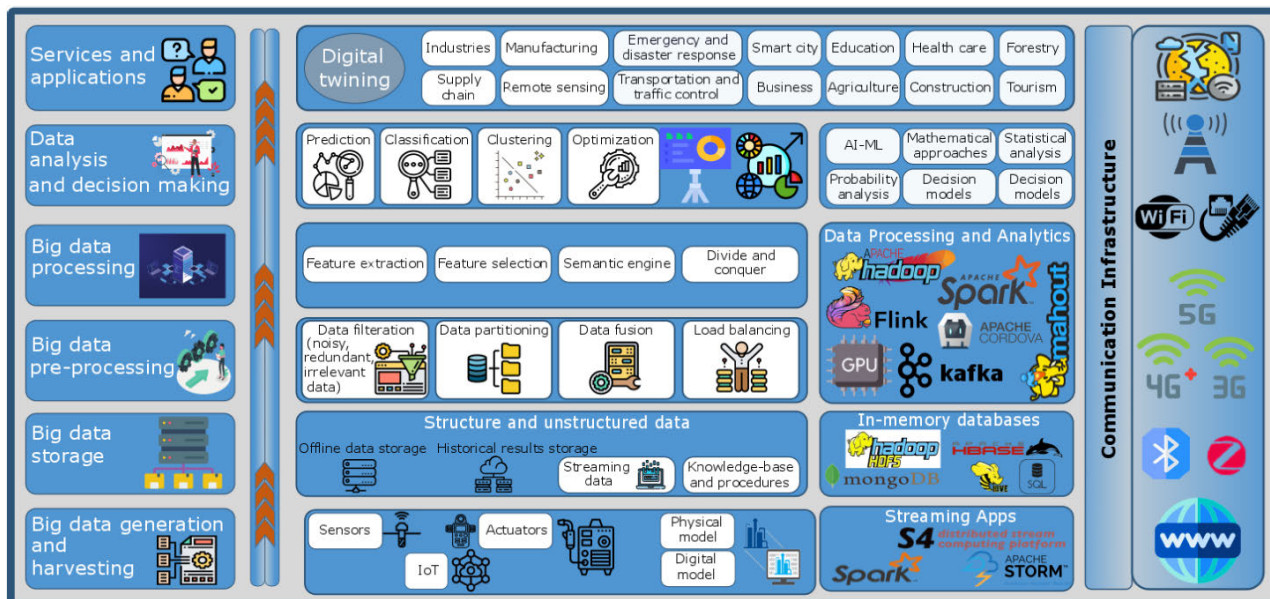 Services and
applications
Digital
twining
Industries
Manufacturing
Emergency and
disaster response
Smart city
Education
Health care
Forestry
Supply
chain
Remote sensing
Transportation and
traffic control
Business
Agriculture
Construction
Tourism
Data
analysis
and decision making
Prediction
Classification
Clustering
Optimization
AI-ML
Mathematical
approaches
Statistical
analysis
Probability
analysis
Decision
models
Decision
models
Big data
processing
Feature extraction
Feature selection
Semantic engine
Divide and
conquer
Data Processing and Analytics
APACHE
hadoop
APACHE
Spark™
Flink
APACHE
CORDOVA
mahout
GPU
kafka
Big data
pre-processing
Data filteration
(noisy,
redundant,
irrelevant
data)
Data partitioning
Data fusion
Load balancing
Big data
storage
Structure and unstructured data
Offline data storage
Historical results storage
Streaming
data
Knowledge-base
and procedures
In-memory databases
hadoop
HDFS
APACHE
HBASE
mongoDB
HIVE
SQL
Big data generation
and
harvesting
Sensors
Actuators
IoT
Physical
model
Digital
model
Streaming Apps
S4 distributed stream
computing platform
Spark™
APACHE
STORM™
Communication Infrastructure
WiFi
5G
4G+
3G
www